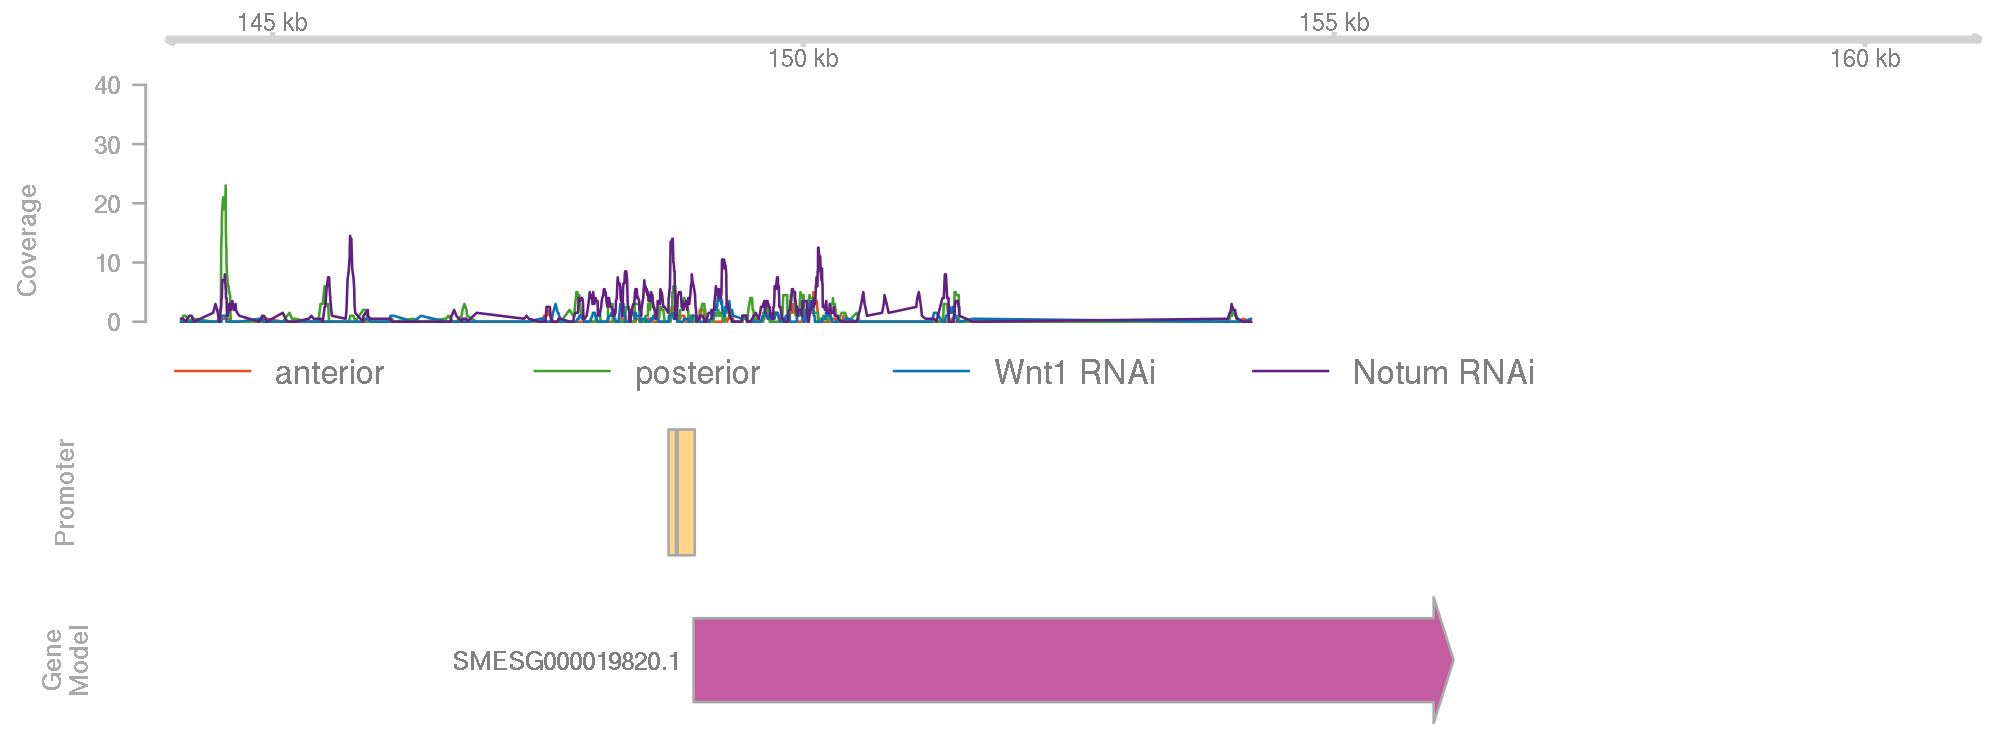 145 kb
155 kb
150 kb
160 kb
40
30
20
10
0
Coverage
anterior
posterior
Wnt1 RNAi
Notum RNAi
Promoter
Gene
Model
SMESG000019820.1